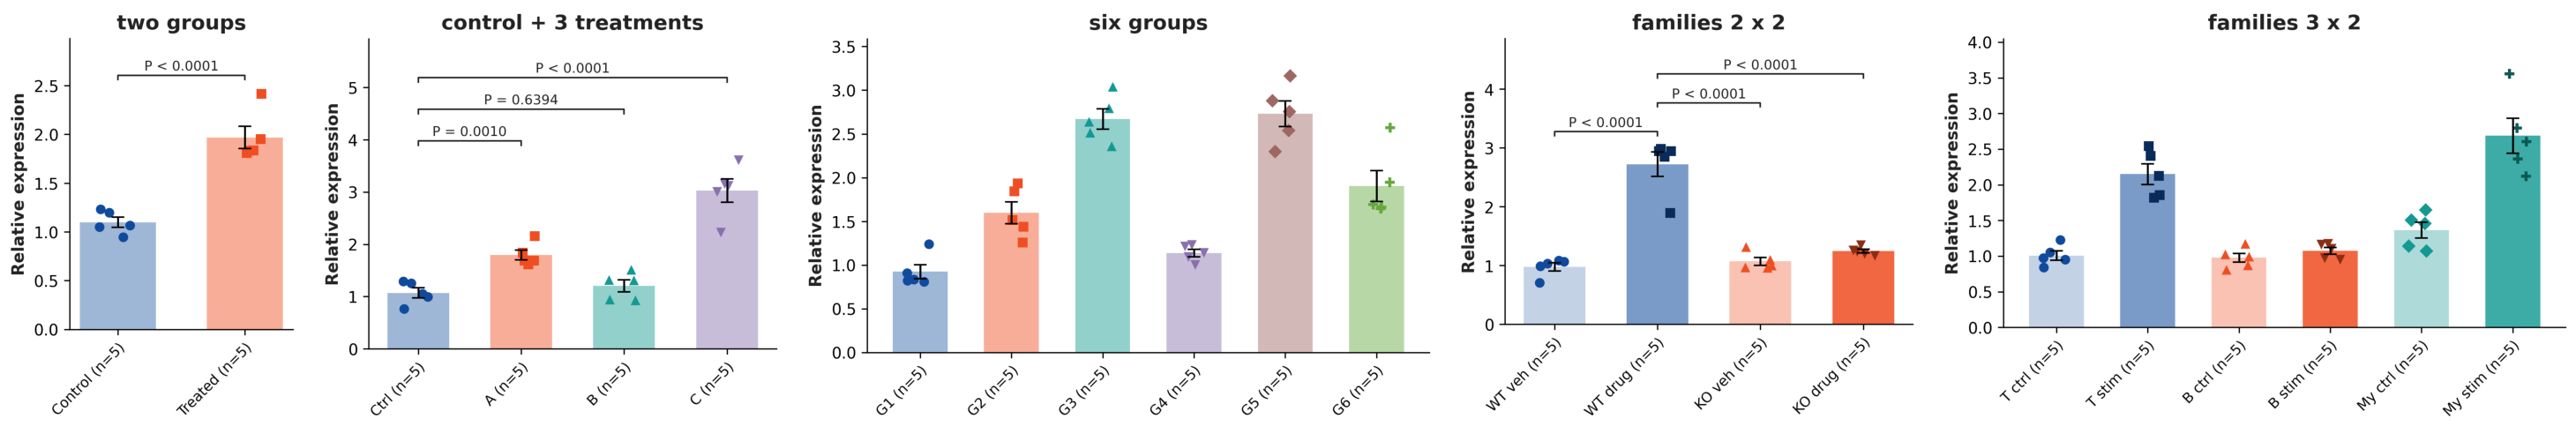 two groups
Relative expression
2.5
2.0
1.5
1.0
0.5
0.0
P < 0.0001
Control (n=5)
Treated (n=5)
control + 3 treatments
Relative expression
5
4
3
2
1
0
P < 0.0001
P = 0.6394
P = 0.0010
Ctrl (n=5)
A (n=5)
B (n=5)
C (n=5)
six groups
Relative expression
3.5
3.0
2.5
2.0
1.5
1.0
0.5
0.0
G1 (n=5)
G2 (n=5)
G3 (n=5)
G4 (n=5)
G5 (n=5)
G6 (n=5)
families 2 x 2
Relative expression
4
3
2
1
0
P < 0.0001
P < 0.0001
P < 0.0001
WT veh (n=5)
WT drug (n=5)
KO veh (n=5)
KO drug (n=5)
families 3 x 2
Relative expression
4.0
3.5
3.0
2.5
2.0
1.5
1.0
0.5
0.0
T ctrl (n=5)
T stim (n=5)
B ctrl (n=5)
B stim (n=5)
My ctrl (n=5)
My stim (n=5)